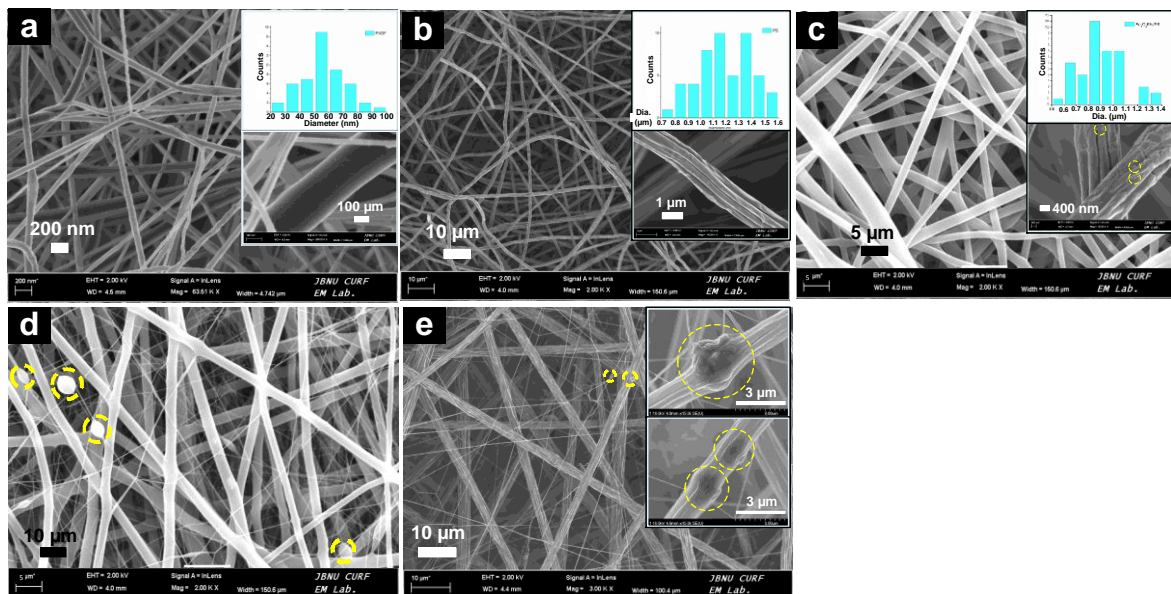 a
Counts
20 30 40 50 60 70 80 90 100
Diameter (nm)
100 µm
200 nm
200 nm*
EHT = 2.00 kV
WD = 4.6 mm
Signal A = InLens
Mag = 63.61 K X
Width = 4.742 µm
JBNU CURF
EM Lab.
b
Counts
PS
Dia.
(µm)
0.7 0.8 0.9 1.0 1.1 1.2 1.3 1.4 1.5 1.6
1 µm
10 µm
10 µm
EHT = 2.00 kV
WD = 4.0 mm
Signal A = InLens
Mag = 2.00 K X
Width = 150.6 µm
JBNU CURF
EM Lab.
c
Counts
0.6 0.7 0.8 0.9 1.0 1.1 1.2 1.3 1.4
Dia. (µm)
400 nm
5 µm
5 µm
EHT = 2.00 kV
WD = 4.0 mm
Signal A = InLens
Mag = 2.00 K X
Width = 150.6 µm
JBNU CURF
EM Lab.
d
10 µm
5 µm*
EHT = 2.00 kV
WD = 4.0 mm
Signal A = InLens
Mag = 2.00 K X
Width = 150.6 µm
JBNU CURF
EM Lab.
e
3 µm
3 µm
10 µm
10 µm
EHT = 2.00 kV
WD = 4.4 mm
Signal A = InLens
Mag = 3.00 K X
Width = 100.4 µm
JBNU CURF
EM Lab.